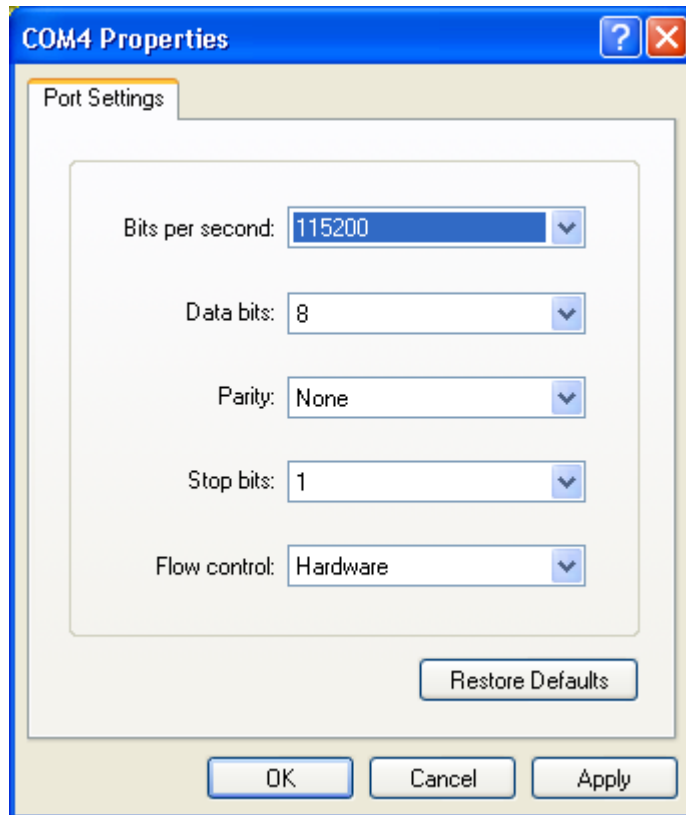 COM4 Properties
Port Settings
Bits per second: 115200
Data bits: 8
Parity: None
Stop bits: 1
Flow control: Hardware
Restore Defaults
OK Cancel Apply